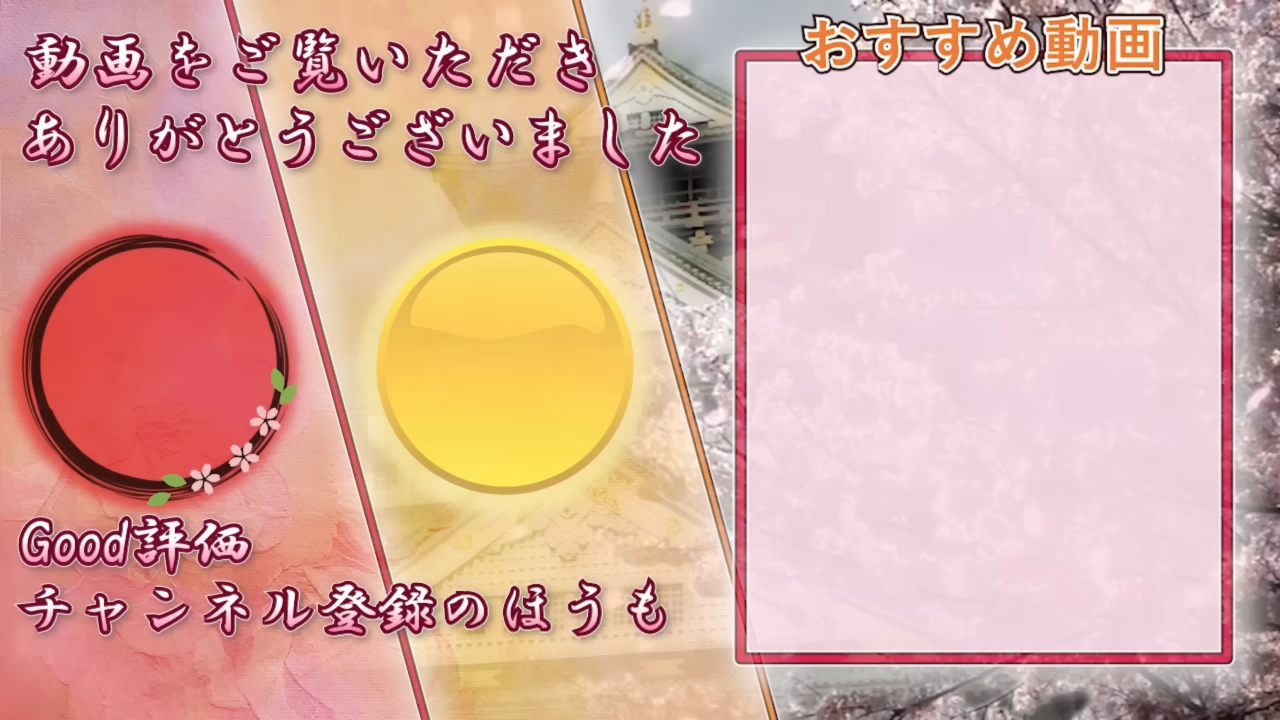 動画をご覧いただき
ありがとうございました
おすすめ動画
Good評価
チャンネル登録のほうも